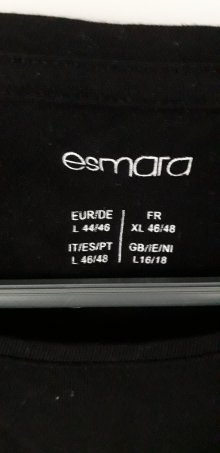 esmara
EUR/DE | FR
L 44/46 | XL 46/48
IT/ES/PT | GB/IE/NI
L 46/48 | L16/18